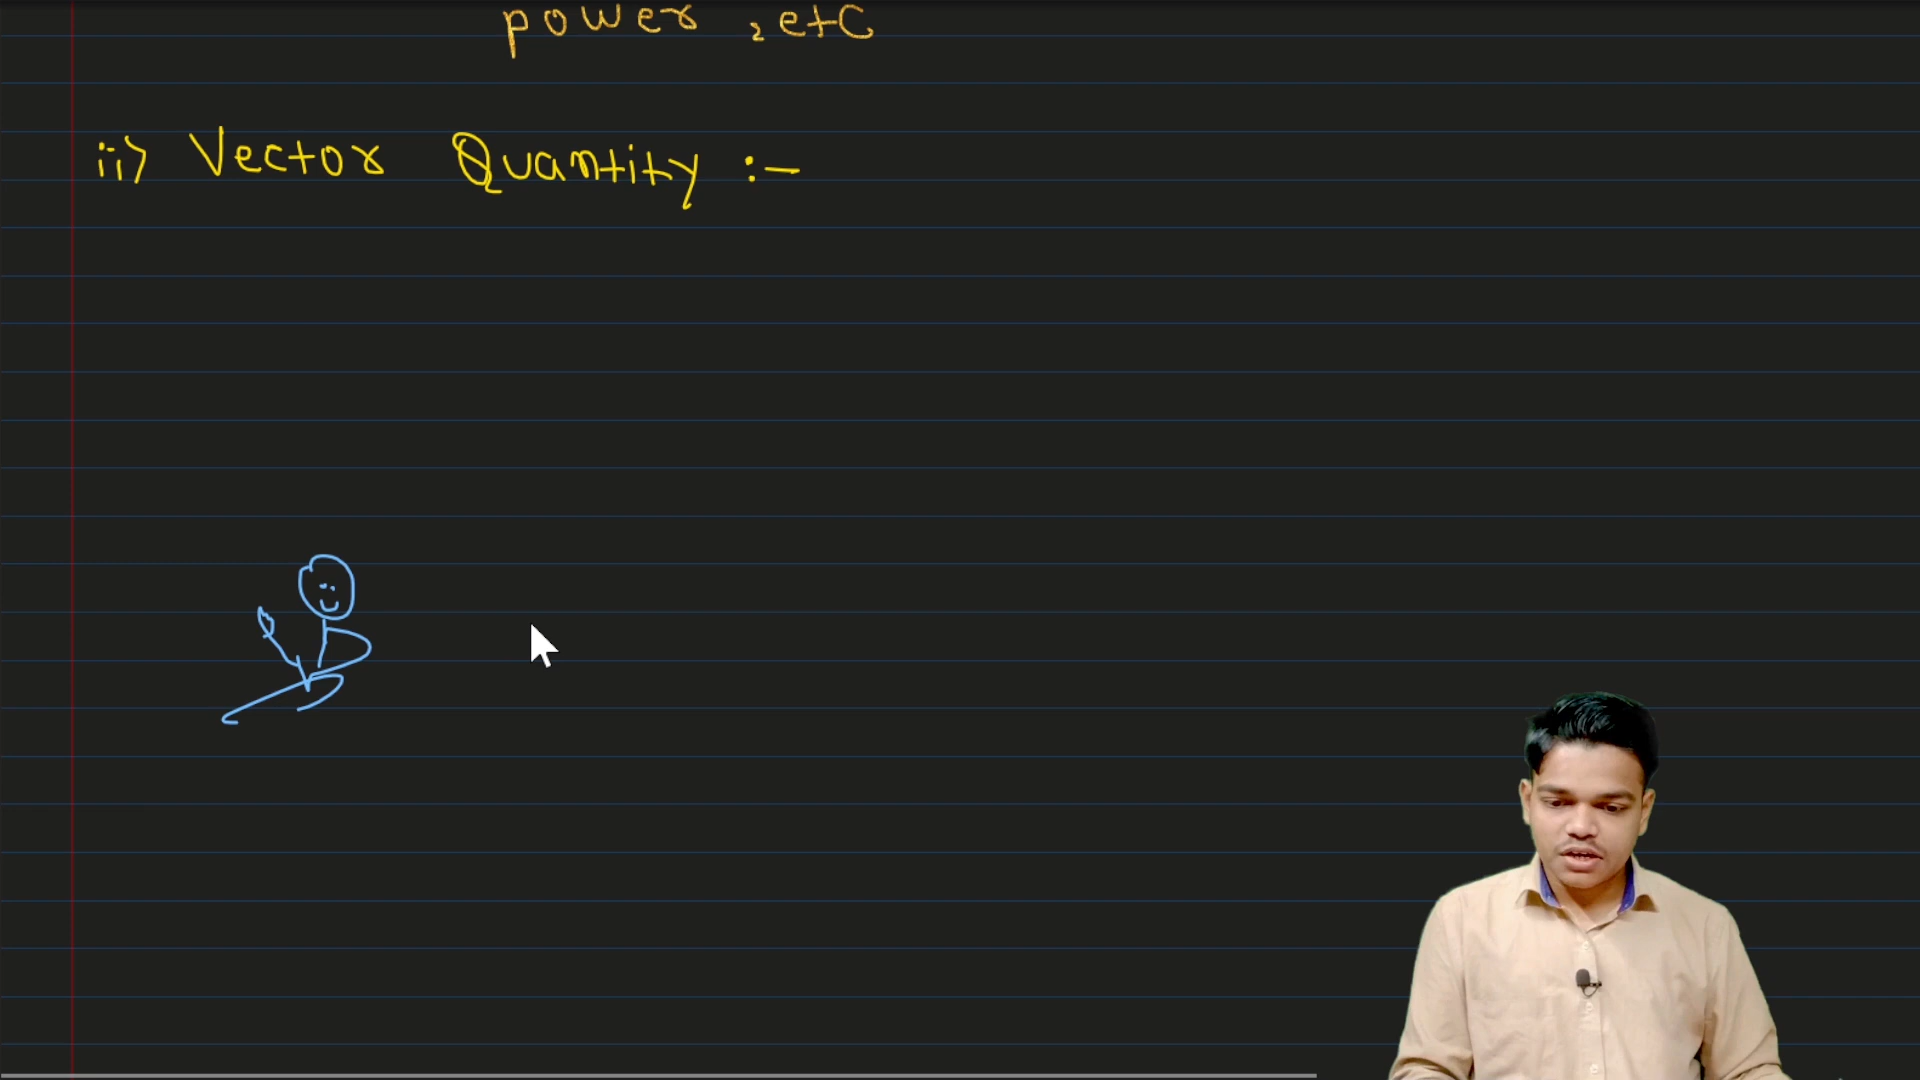 power, etc
ii) Vector Quantity :-